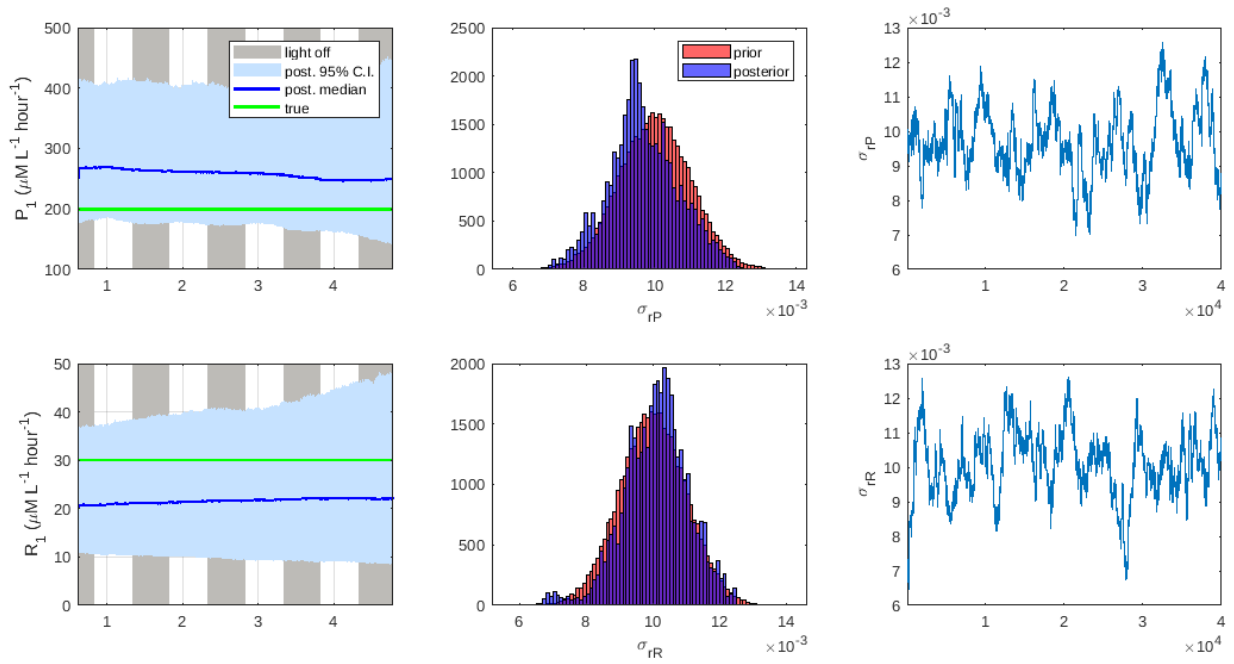 500
400
300
200
100
P1 (μM L-1 hour-1)
light off
post. 95% C.I.
post. median
true
1 2 3 4
2500
2000
1500
1000
500
0
prior
posterior
6 8 10 12 14
σrP
×10-3
×10-3
13
12
11
10
9
8
7
6
σrP
1 2 3 4
×104
50
40
30
20
10
0
R1 (μM L-1 hour-1)
1 2 3 4
2000
1500
1000
500
0
6 8 10 12 14
σrR
×10-3
×10-3
13
12
11
10
9
8
7
6
σrR
1 2 3 4
×104